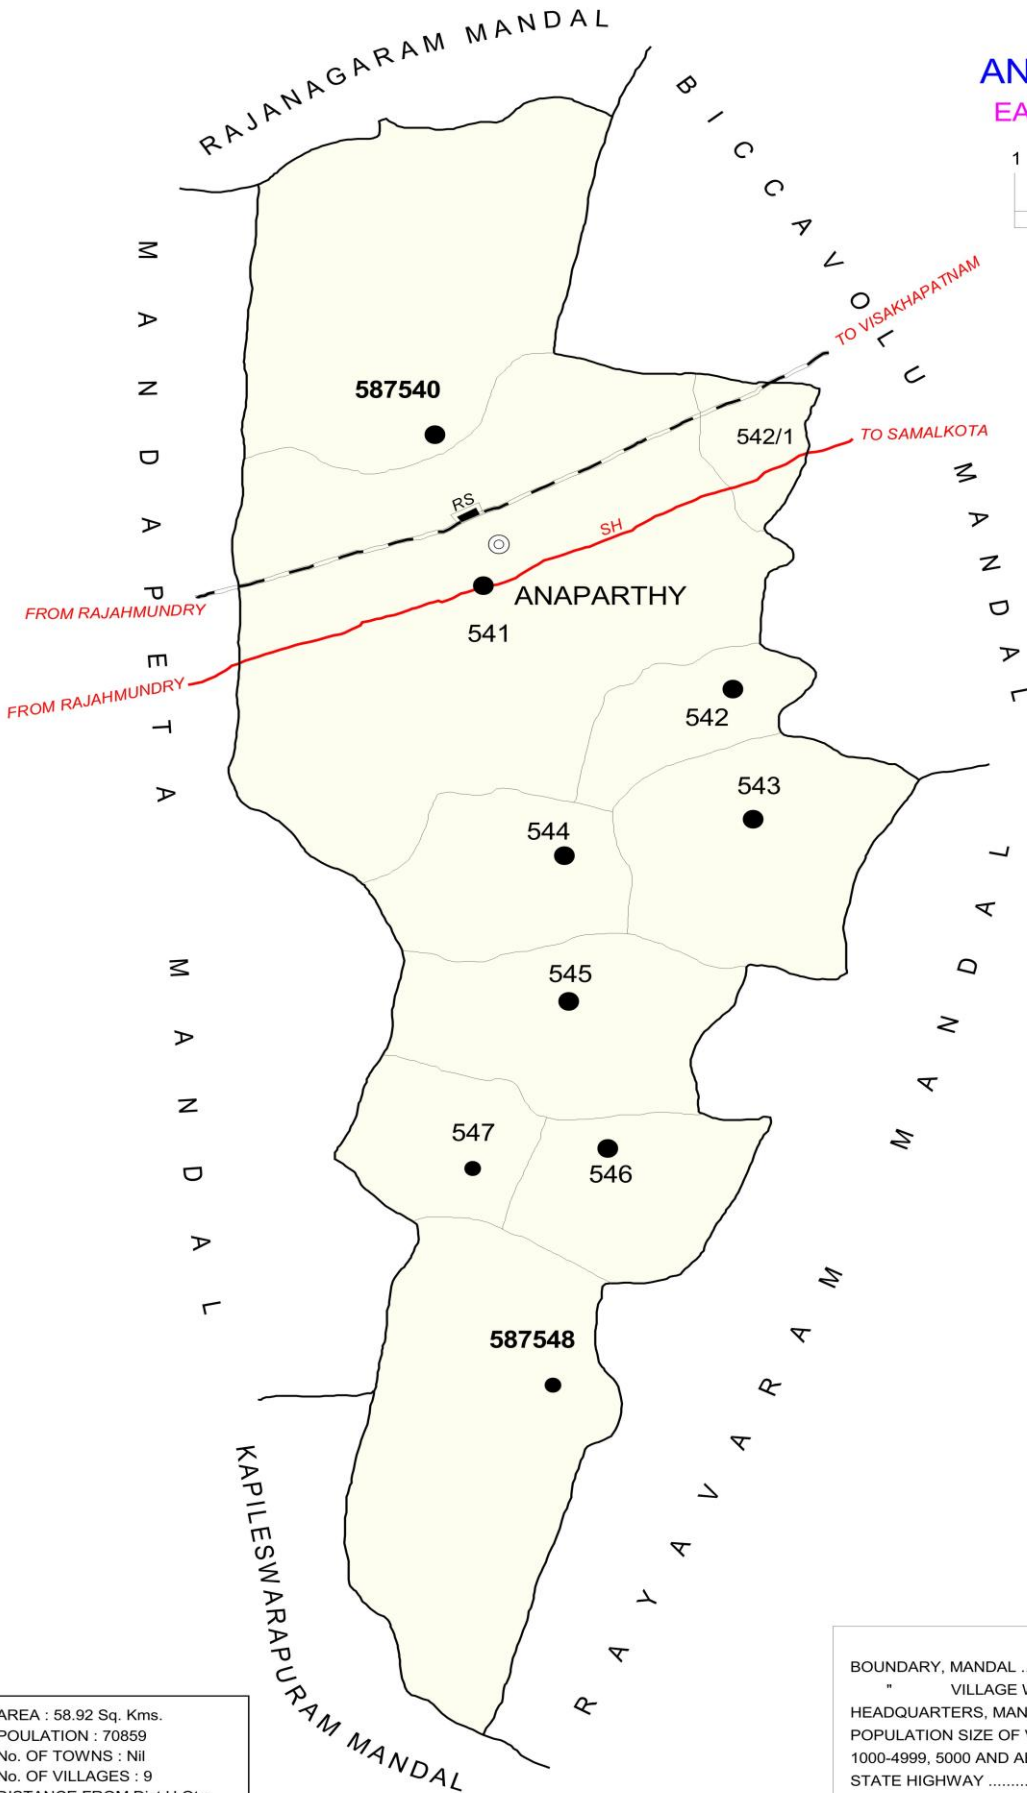 RAJANAGARAM MANDAL
BICCAVOLU MANDAL
AN
EA
1
MANDAPETA MANDAL
TO VISAKHAPATNAM
587540
542/1
TO SAMALKOTA
RS
SH
FROM RAJAHMUNDRY
ANAPARTHY
541
FROM RAJAHMUNDRY
542
543
544
545
547
546
587548
RAYAVARAM MANDAL
KAPILESWARAPURAM MANDAL
AREA : 58.92 Sq. Kms.
POULATION : 70859
No. OF TOWNS : Nil
No. OF VILLAGES : 9
BOUNDARY, MANDAL ..
" VILLAGE
HEADQUARTERS, MAN
POPULATION SIZE OF
1000-4999, 5000 AND
STATE HIGHWAY .........